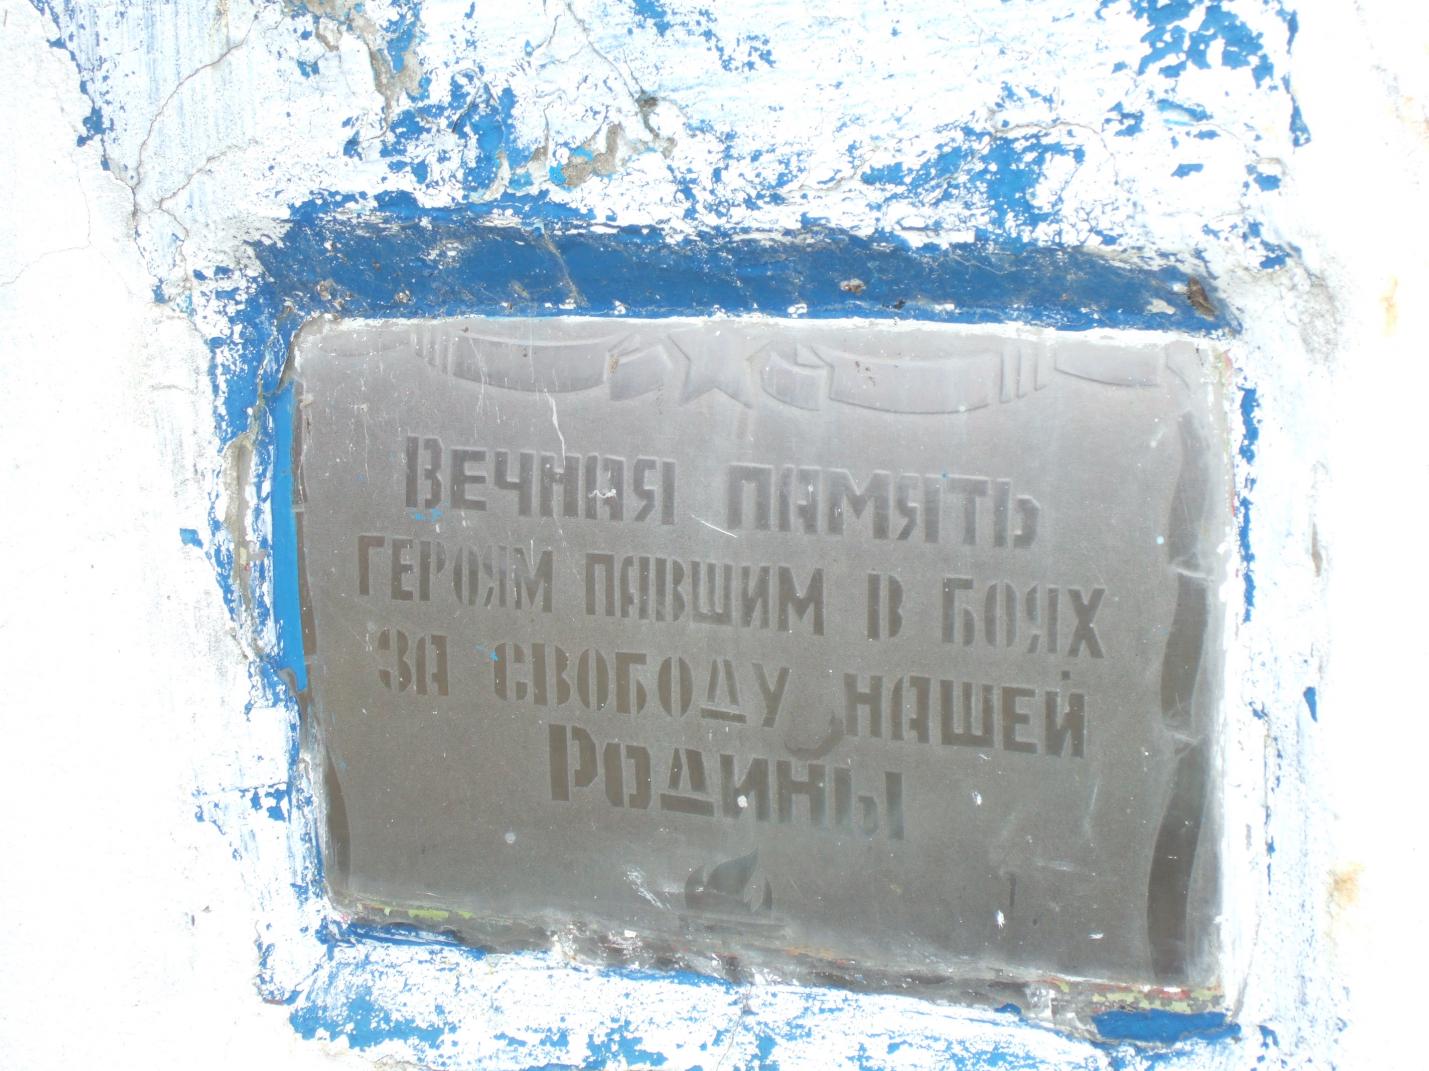 Вечная память
героям павшим в боях
за свободу нашей
Родины